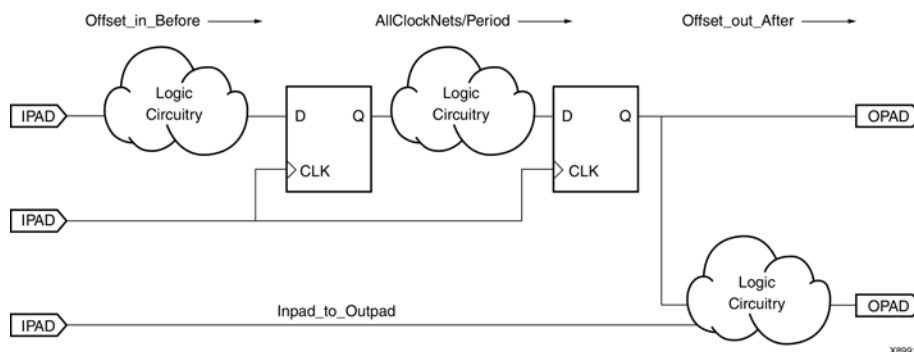 Offset_in_Before
AllClockNets/Period
Offset_out_After
IPAD
Logic
Circuitry
D
Q
CLK
Logic
Circuitry
D
Q
CLK
OPAD
IPAD
Logic
Circuitry
OPAD
Inpad_to_Outpad
IPAD